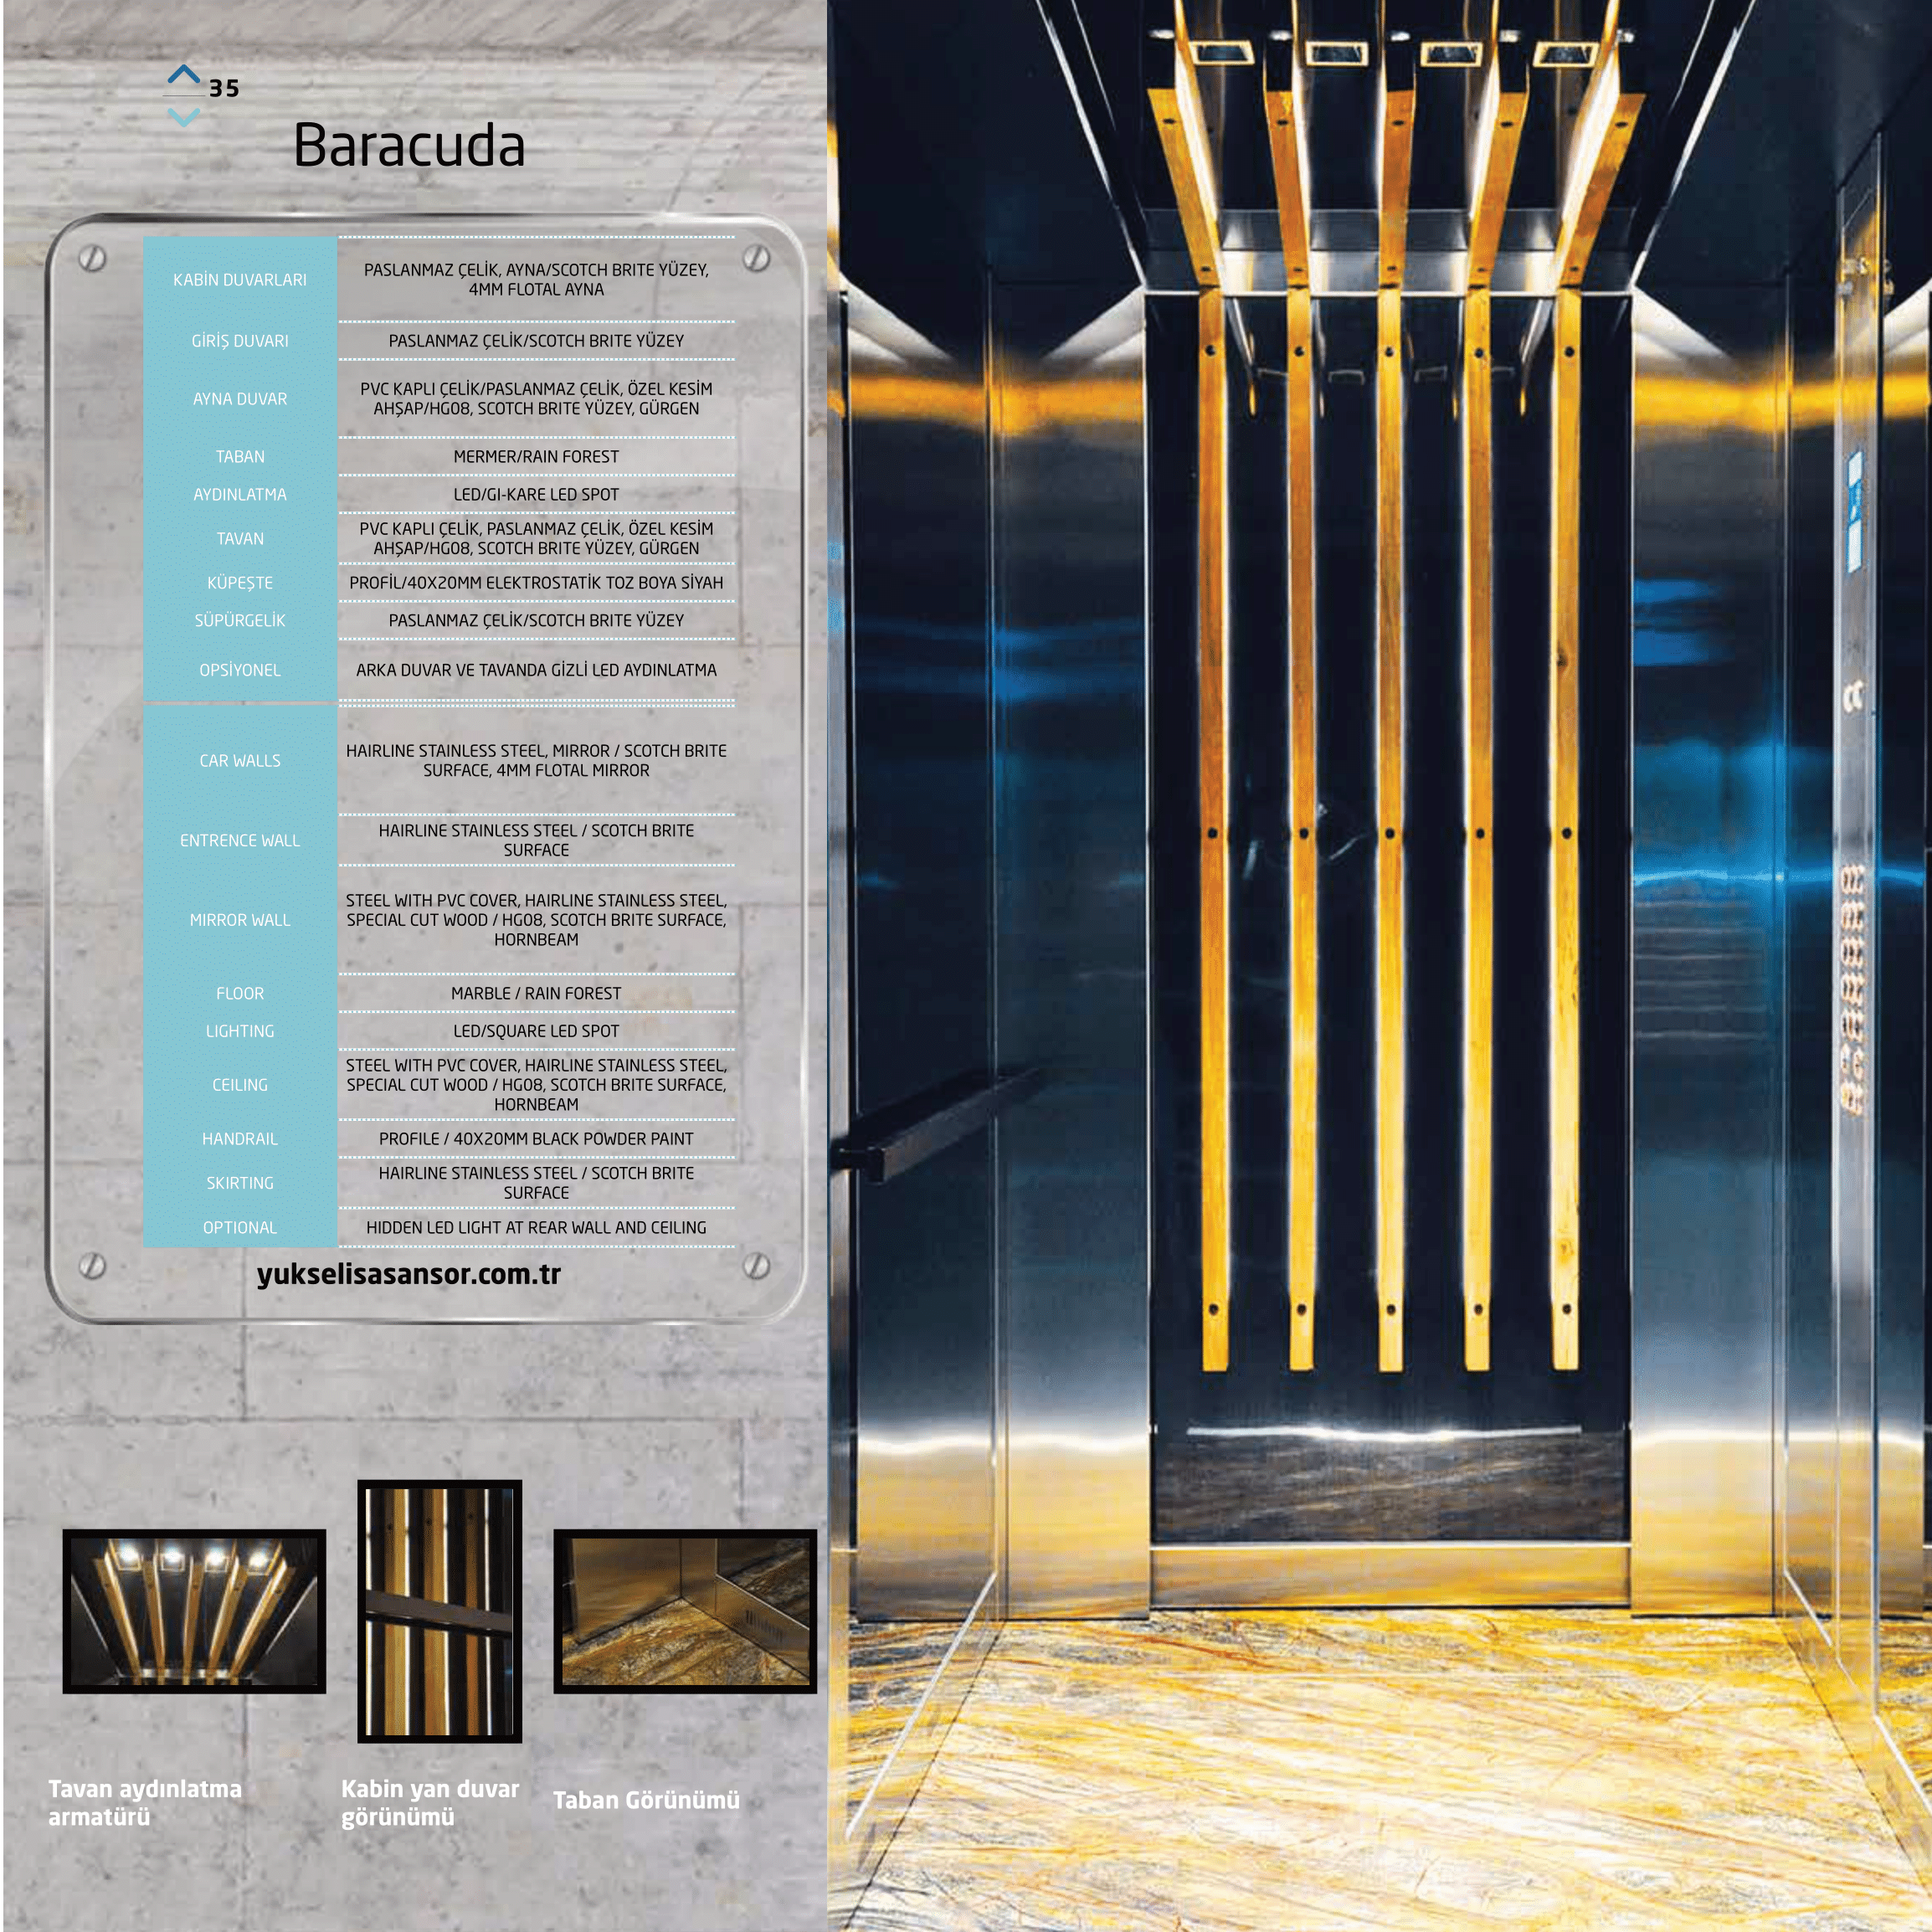 35
Baracuda
KABİN DUVARLARI
PASLANMAZ ÇELİK, AYNA/SCOTCH BRITE YÜZEY,
4MM FLOTAL AYNA
GİRİŞ DUVARI
PASLANMAZ ÇELİK/SCOTCH BRITE YÜZEY
AYNA DUVAR
PVC KAPLI ÇELİK/PASLANMAZ ÇELİK, ÖZEL KESİM
AHŞAP/HG08, SCOTCH BRITE YÜZEY, GÜRGEN
TABAN
MERMER/RAIN FOREST
AYDINLATMA
LED/GI-KARE LED SPOT
TAVAN
PVC KAPLI ÇELİK, PASLANMAZ ÇELİK, ÖZEL KESİM
AHŞAP/HG08, SCOTCH BRITE YÜZEY, GÜRGEN
KÜPEŞTE
PROFİL/40X20MM ELEKTROSTATİK TOZ BOYA SİYAH
SÜPÜRGELİK
PASLANMAZ ÇELİK/SCOTCH BRITE YÜZEY
OPSİYONEL
ARKA DUVAR VE TAVANDA GİZLİ LED AYDINLATMA
CAR WALLS
HAIRLINE STAINLESS STEEL, MIRROR / SCOTCH BRITE
SURFACE, 4MM FLOTAL MIRROR
ENTRENCE WALL
HAIRLINE STAINLESS STEEL / SCOTCH BRITE
SURFACE
MIRROR WALL
STEEL WITH PVC COVER, HAIRLINE STAINLESS STEEL,
SPECIAL CUT WOOD / HG08, SCOTCH BRITE SURFACE,
HORNBEAM
FLOOR
MARBLE / RAIN FOREST
LIGHTING
LED/SQUARE LED SPOT
CEILING
STEEL WITH PVC COVER, HAIRLINE STAINLESS STEEL,
SPECIAL CUT WOOD / HG08, SCOTCH BRITE SURFACE,
HORNBEAM
HANDRAIL
PROFILE / 40X20MM BLACK POWDER PAINT
SKIRTING
HAIRLINE STAINLESS STEEL / SCOTCH BRITE
SURFACE
OPTIONAL
HIDDEN LED LIGHT AT REAR WALL AND CEILING
yukselisasansor.com.tr
Tavan aydınlatma
armatürü
Kabin yan duvar
görünümü
Taban Görünümü